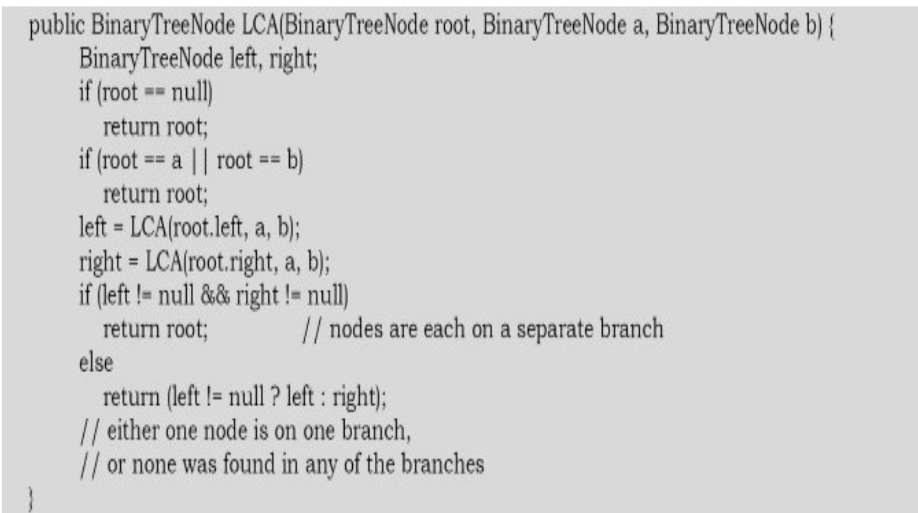 public BinaryTreeNode LCA(BinaryTreeNode root, BinaryTreeNode a, BinaryTreeNode b) {
BinaryTreeNode left, right;
if (root == null)
return root;
if (root == a || root == b)
return root;
left = LCA(root.left, a, b);
right = LCA(root.right, a, b);
if (left != null && right != null)
return root; // nodes are each on a separate branch
else
return (left != null ? left : right);
// either one node is on one branch,
// or none was found in any of the branches
}